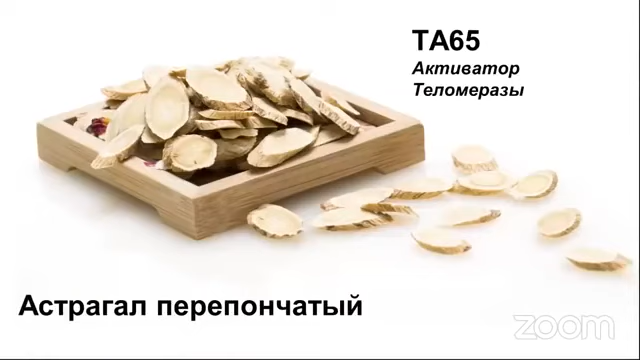 TA65
Активатор
Теломеразы
Астрагал перепончатый
zoom